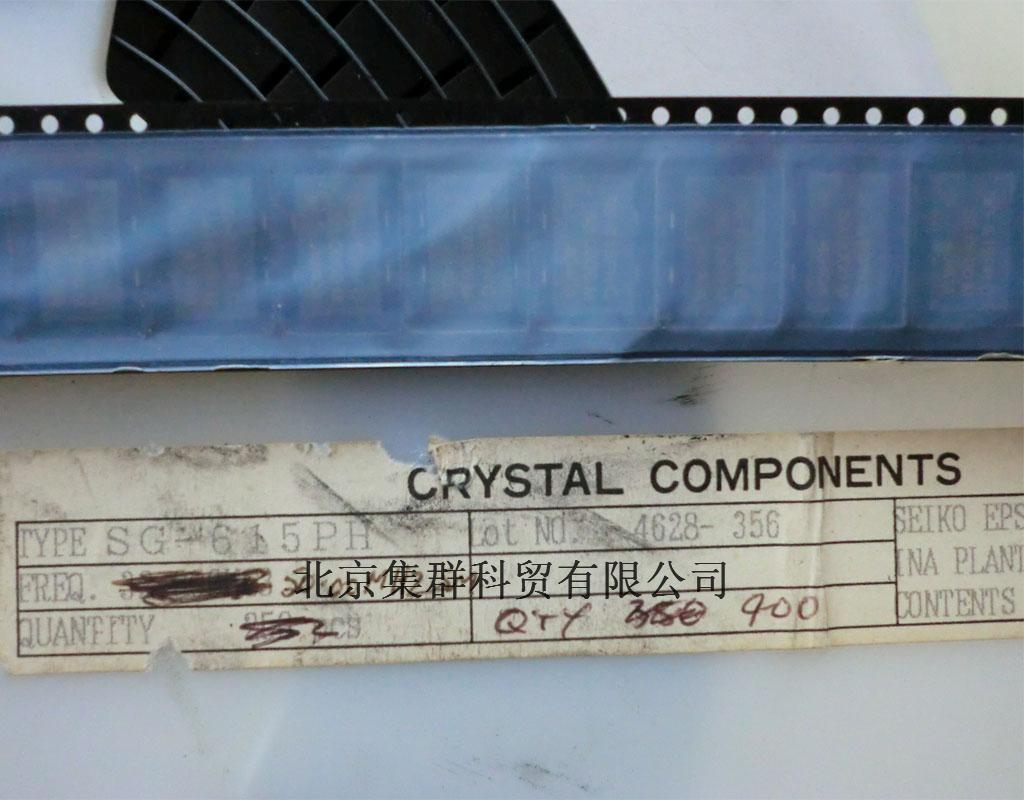 CRYSTAL COMPONENTS
TYPE SG-615PH Lot NO. 4628-356 SEIKO EPS
FREQ. INA PLANT
北京集群科贸有限公司
QUANTITY QTY 900 CONTENTS